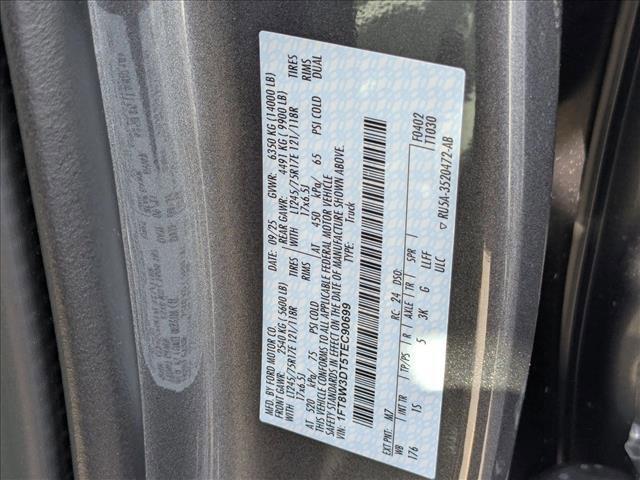 MFD. BY FORD MOTOR CO.
DATE: 09/25 GVWR: 6350 KG (14000 LB)
FRONT GAWR: 2540 KG (5600 LB) REAR GAWR: 4491 KG (9900 LB)
WITH LT245/75R17E 121/118R TIRES WITH LT245/75R17E 121/118R TIRES
17x6.5J RIMS 17x6.5J RIMS
AT 520 kPa/ 75 PSI COLD AT 450 kPa/ 65 PSI COLD DUAL
THIS VEHICLE CONFORMS TO ALL APPLICABLE FEDERAL MOTOR VEHICLE
SAFETY STANDARDS IN EFFECT ON THE DATE OF MANUFACTURE SHOWN ABOVE.
VIN: 1FT8W3DT5TEC90699 TYPE: Truck
F0402
TT030
EXT PNT: M7 RC: 24 DSO:
WB INT TR TP/PS R AXLE TR SPR
176 1S 5 3K G LLFF
ULC
▽ RU5A-3520472-AB